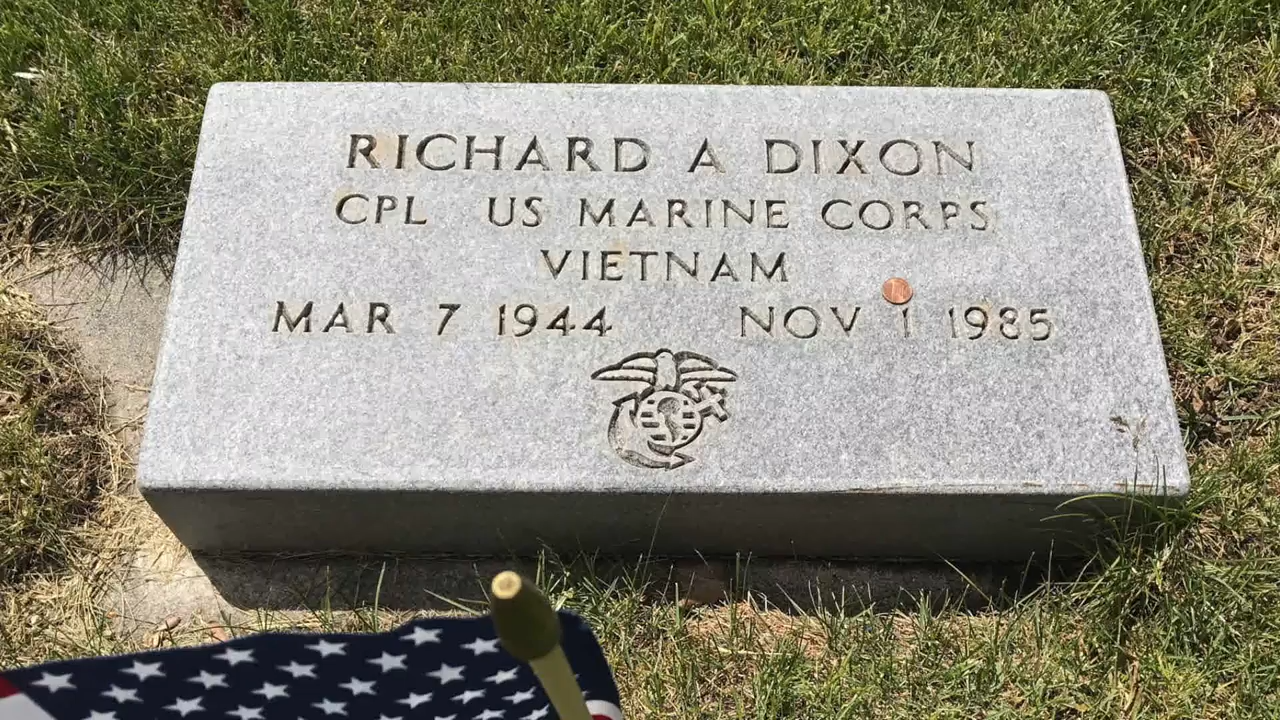 RICHARD A DIXON
CPL US MARINE CORPS
VIETNAM
MAR 7 1944 NOV 1 1985